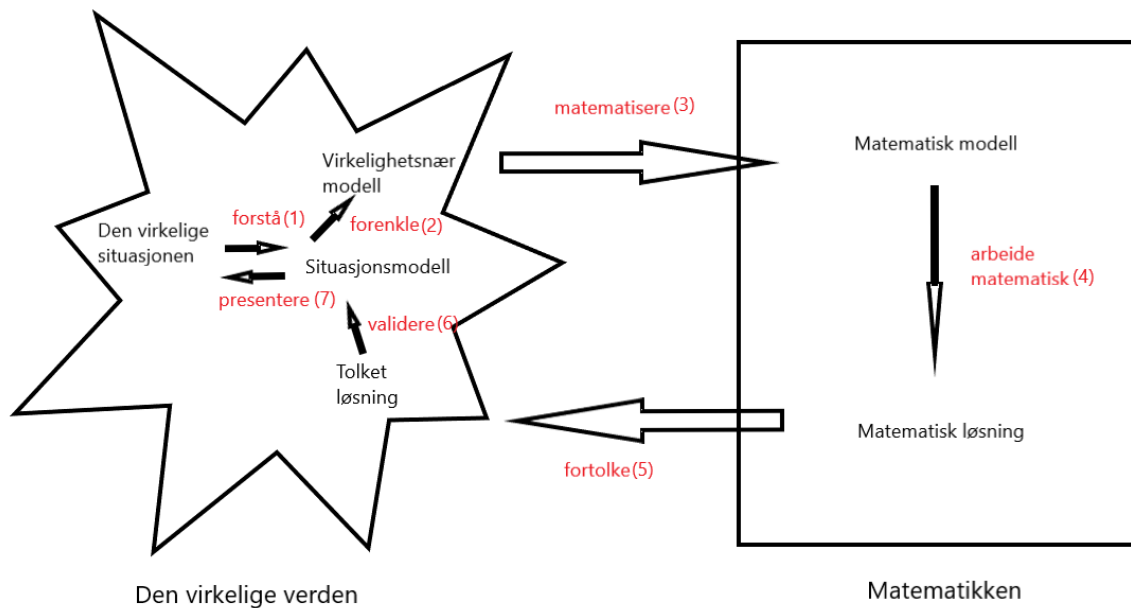 matematisere (3)
Virkelighetsnær
modell
Matematisk modell
forstå (1)
forenkle (2)
Den virkelige
situasjonen
Situasjonsmodell
arbeide
matematisk (4)
presentere (7)
validere (6)
Tolket
løsning
Matematisk løsning
fortolke (5)
Den virkelige verden
Matematikken